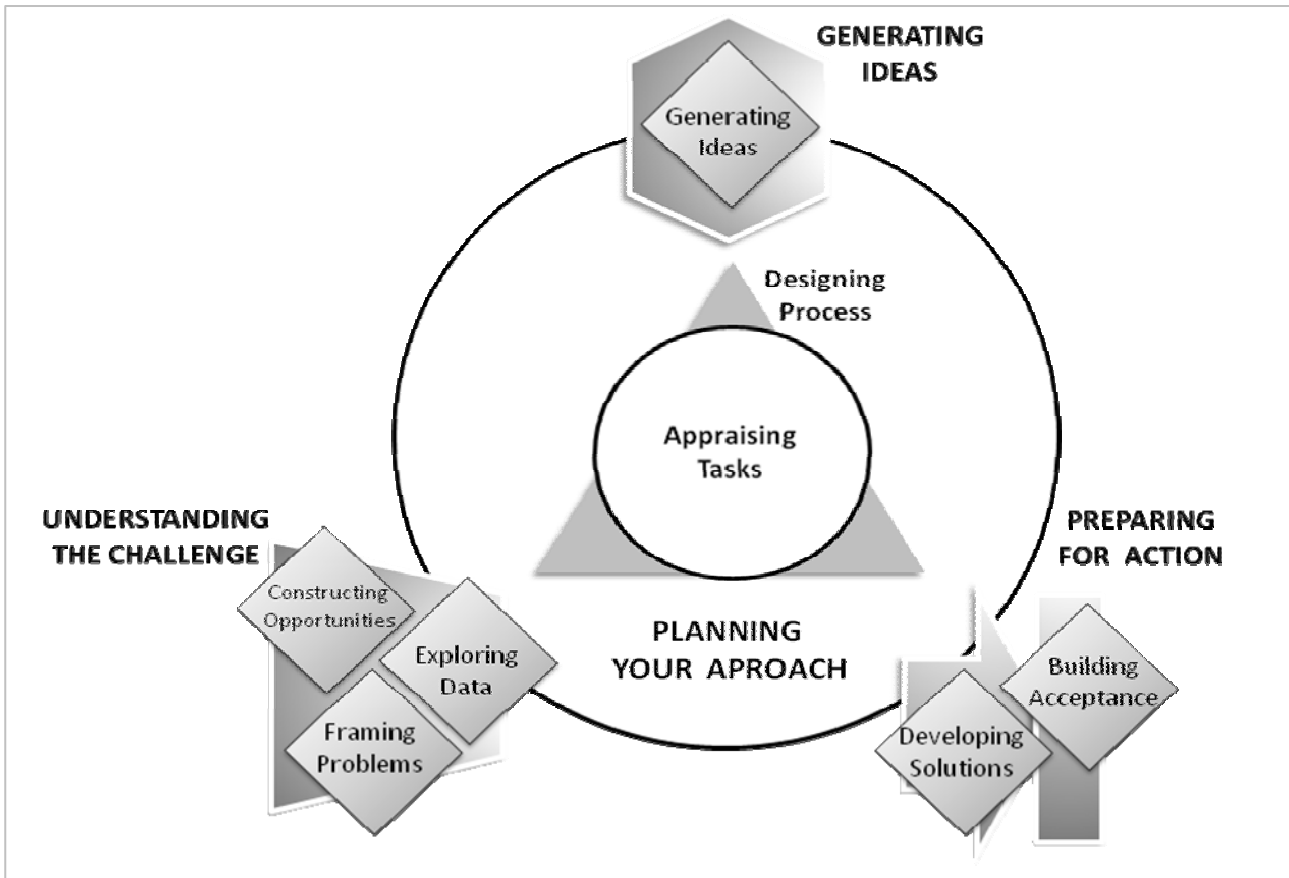 GENERATING
IDEAS
Generating
Ideas
Designing
Process
Appraising
Tasks
UNDERSTANDING
THE CHALLENGE
Constructing
Opportunities
Exploring
Data
Framing
Problems
PLANNING
YOUR APROACH
PREPARING
FOR ACTION
Building
Acceptance
Developing
Solutions